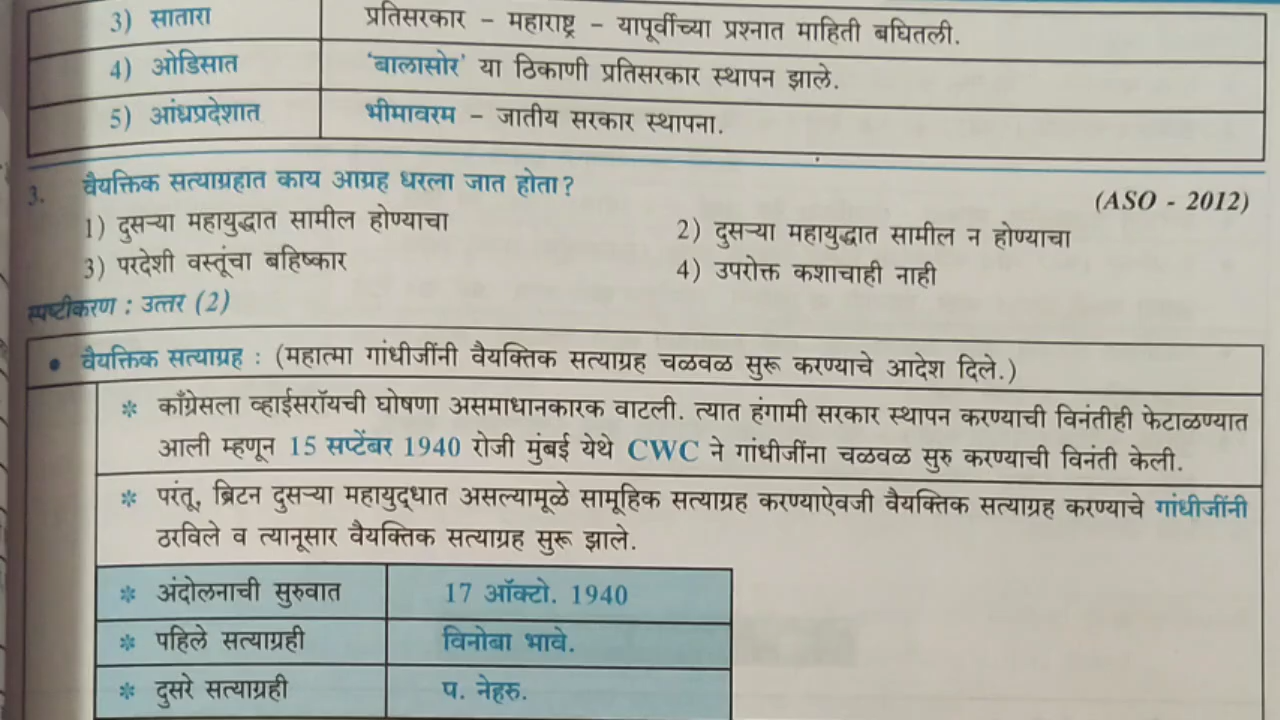 3) सातारा प्रतिसरकार – महाराष्ट्र – यापूर्वीच्या प्रश्नात माहिती बघितली.
4) ओडिसात ‘बालासोर’ या ठिकाणी प्रतिसरकार स्थापन झाले.
5) आंध्रप्रदेशात भीमावरम – जातीय सरकार स्थापना.
3. वैयक्तिक सत्याग्रहात काय आग्रह धरला जात होता?
(ASO - 2012)
1) दुसऱ्या महायुद्धात सामील होण्याचा 2) दुसऱ्या महायुद्धात सामील न होण्याचा
3) परदेशी वस्तूंचा बहिष्कार 4) उपरोक्त कशाचाही नाही
स्पष्टीकरण : उत्तर (2)
• वैयक्तिक सत्याग्रह : (महात्मा गांधीजींनी वैयक्तिक सत्याग्रह चळवळ सुरू करण्याचे आदेश दिले.)
* काँग्रेसला व्हाईसरॉयची घोषणा असमाधानकारक वाटली. त्यात हंगामी सरकार स्थापन करण्याची विनंतीही फेटाळण्यात
आली म्हणून 15 सप्टेंबर 1940 रोजी मुंबई येथे CWC ने गांधीजींना चळवळ सुरु करण्याची विनंती केली.
* परंतू, ब्रिटन दुसऱ्या महायुद्धात असल्यामूळे सामूहिक सत्याग्रह करण्याऐवजी वैयक्तिक सत्याग्रह करण्याचे गांधीजींनी
ठरविले व त्यानूसार वैयक्तिक सत्याग्रह सुरू झाले.
* अंदोलनाची सुरुवात 17 ऑक्टो. 1940
* पहिले सत्याग्रही विनोबा भावे.
* दुसरे सत्याग्रही प. नेहरु.